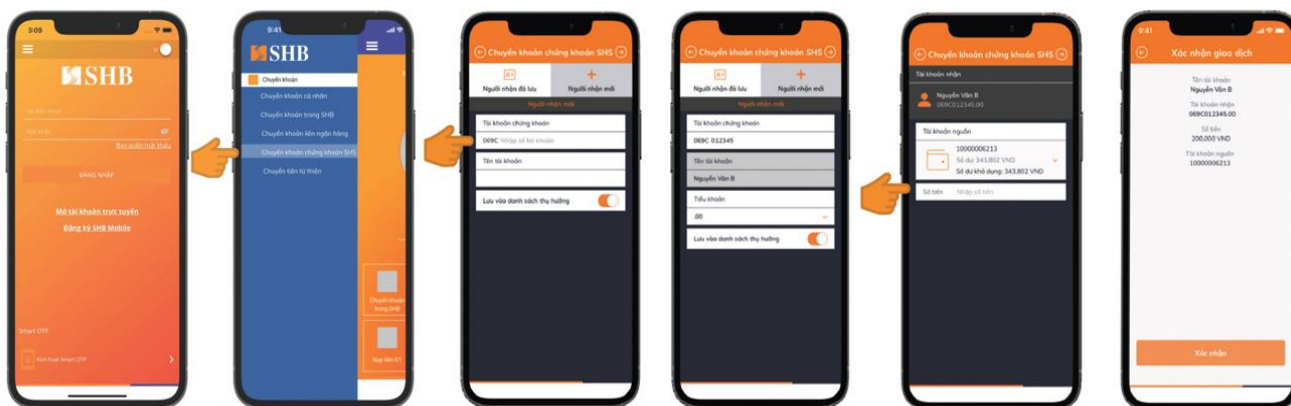 3:09
SHB
Số điện thoại
Mật khẩu
Bạn quên mật khẩu
ĐĂNG NHẬP
Mở tài khoản trực tuyến
Đăng ký SHB Mobile
Smart OTP
Kích hoạt Smart OTP
9:41
SHB
Chuyển khoản
Chuyển khoản cá nhân
Chuyển khoản trong SHB
Chuyển khoản liên ngân hàng
Chuyển khoản chứng khoán SHS
Chuyển tiền từ thiện
Chuyển khoản
trong SHB
Nạp tiền ĐT
Chuyển khoản chứng khoán SHS
Người nhận đã lưu
Người nhận mới
Người nhận mới
Tài khoản chứng khoán
069C Nhập số tài khoản
Tên tài khoản
Lưu vào danh sách thụ hưởng
Chuyển khoản chứng khoán SHS
Người nhận đã lưu
Người nhận mới
Người nhận mới
Tài khoản chứng khoán
069C 012345
Tên tài khoản
Nguyễn Văn B
Tiểu khoản
.00
Lưu vào danh sách thụ hưởng
Chuyển khoản chứng khoán SHS
Tài khoản nhận
Nguyễn Văn B
069C012345.00
Tài khoản nguồn
10000006213
Số dư: 343.802 VND
Số dư khả dụng: 343.802 VND
Số tiền Nhập số tiền
9:41
Xác nhận giao dịch
Tên tài khoản
Nguyễn Văn B
Tài khoản nhận
069C012345.00
Số tiền
200,000 VND
Tài khoản nguồn
10000006213
Xác nhận